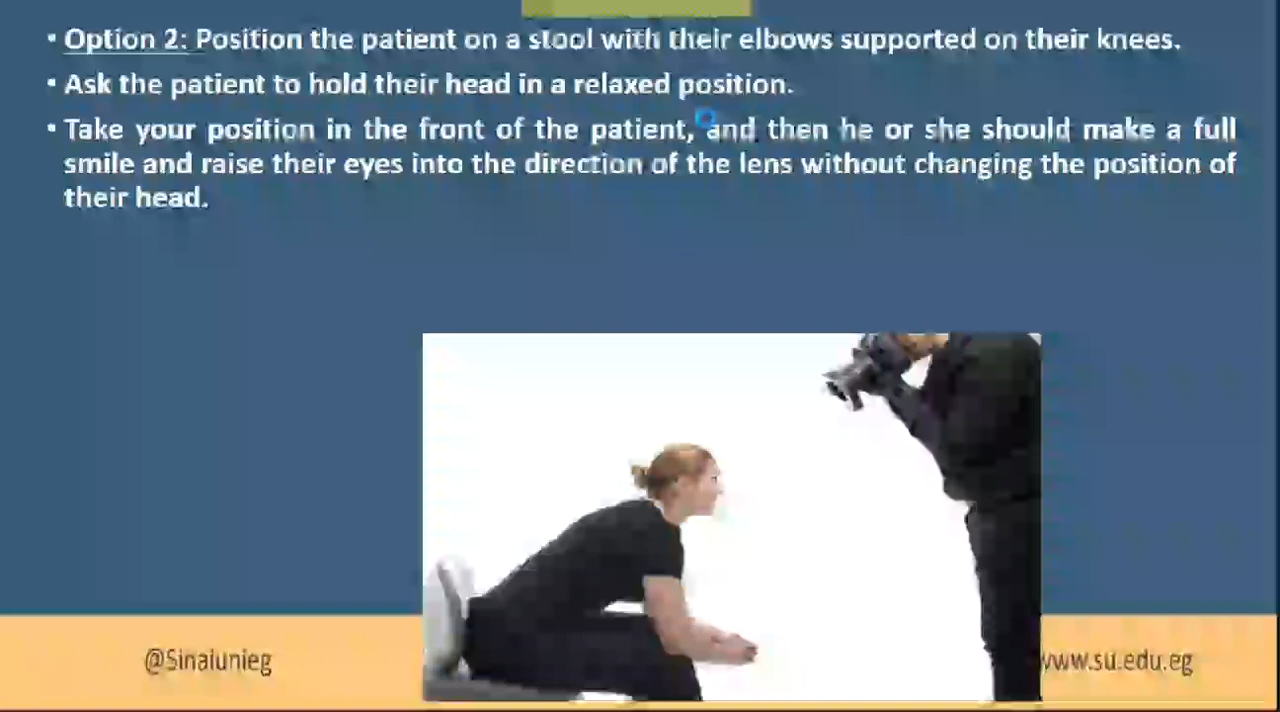 • Option 2: Position the patient on a stool with their elbows supported on their knees.
• Ask the patient to hold their head in a relaxed position.
• Take your position in the front of the patient, and then he or she should make a full
smile and raise their eyes into the direction of the lens without changing the position of
their head.
@Sinaiunieg
www.su.edu.eg